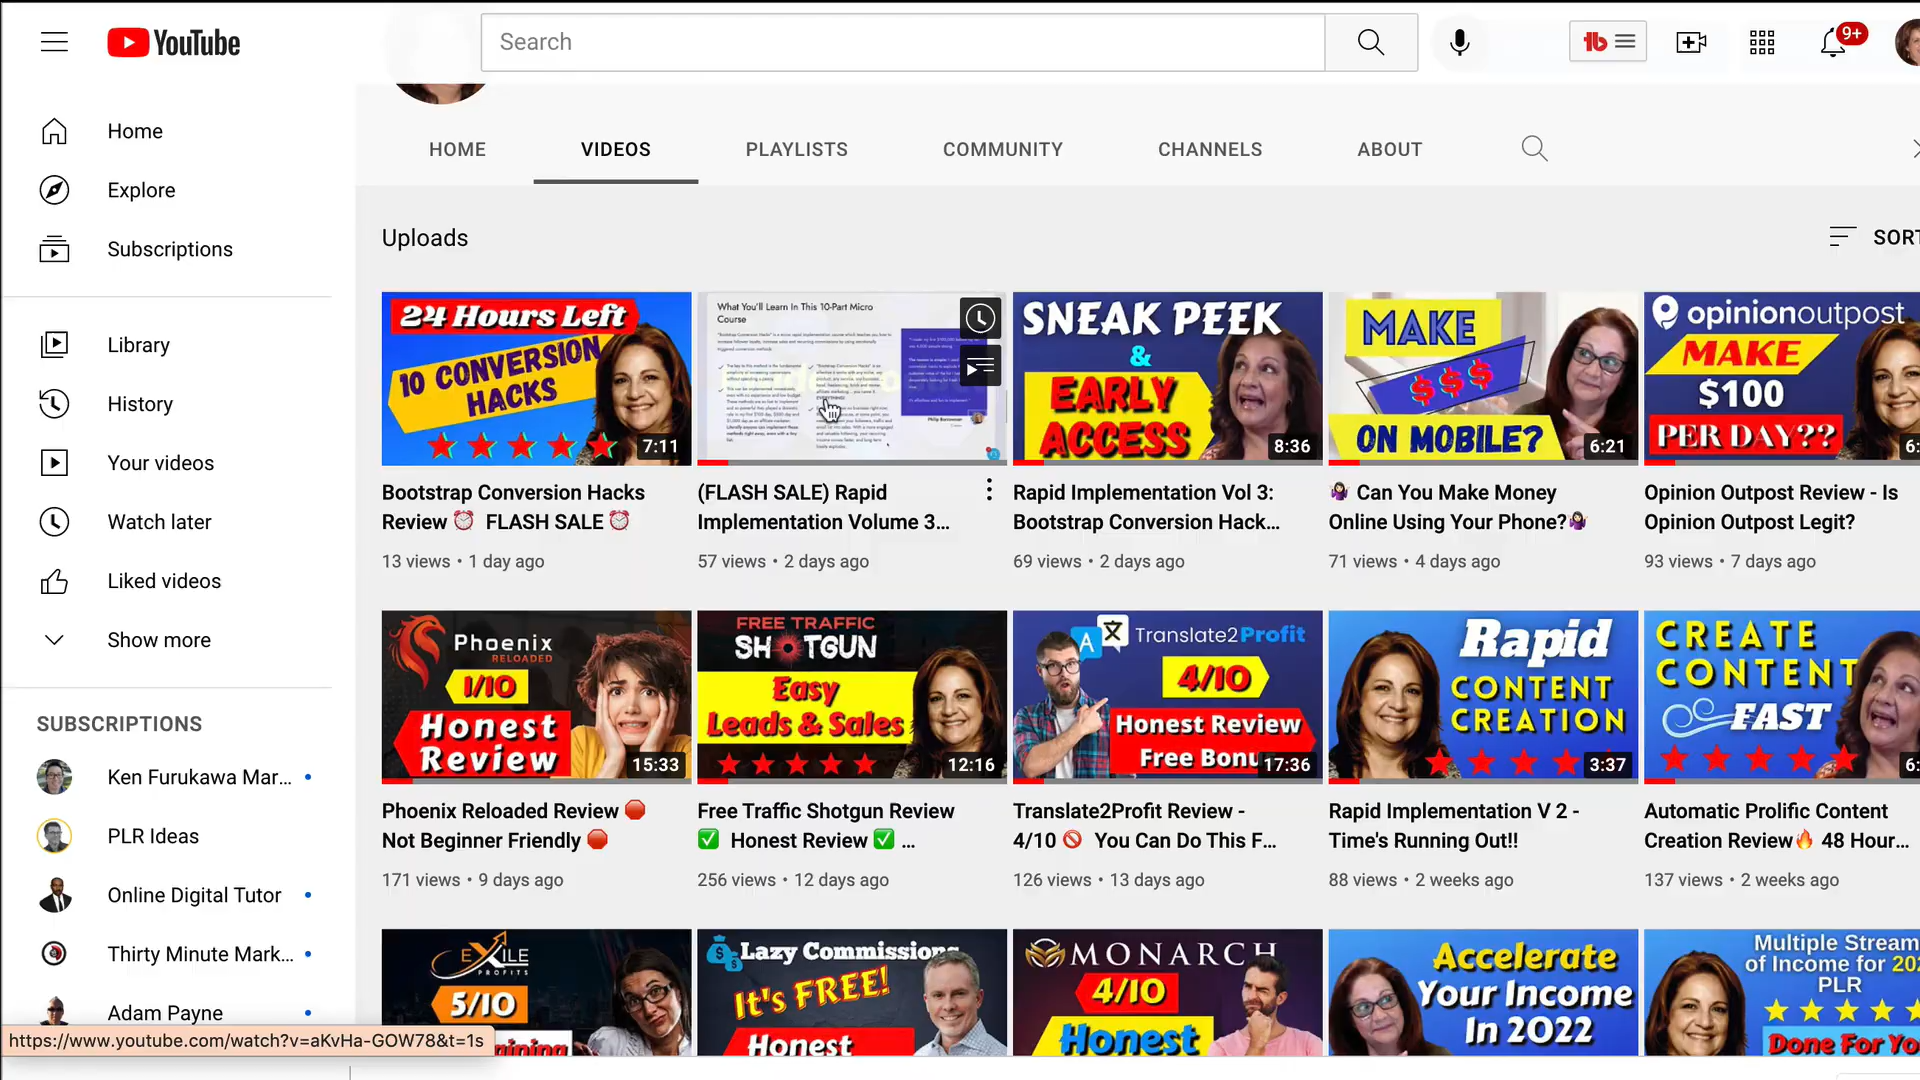 YouTube
Search
9+
Home
Explore
Subscriptions
Library
History
Your videos
Watch later
Liked videos
Show more
SUBSCRIPTIONS
Ken Furukawa Mar...
PLR Ideas
Online Digital Tutor
Thirty Minute Mark...
Adam Payne
https://www.youtube.com/watch?v=aKvHa-GOW78&t=1s
HOME VIDEOS PLAYLISTS COMMUNITY CHANNELS ABOUT
Uploads
SORT
24 Hours Left
10 CONVERSION
HACKS
7:11
Bootstrap Conversion Hacks
Review ⏰ FLASH SALE ⏰
13 views • 1 day ago
What You'll Learn In This 10-Part Micro
Course
(FLASH SALE) Rapid
Implementation Volume 3...
57 views • 2 days ago
SNEAK PEEK
&
EARLY
ACCESS
8:36
Rapid Implementation Vol 3:
Bootstrap Conversion Hack...
69 views • 2 days ago
MAKE
$$$
ON MOBILE?
6:21
🤷‍♀️ Can You Make Money
Online Using Your Phone?🤷‍♀️
71 views • 4 days ago
opinionoutpost
MAKE
$100
PER DAY??
6:
Opinion Outpost Review - Is
Opinion Outpost Legit?
93 views • 7 days ago
Phoenix
RELOADED
1/10
Honest
Review
15:33
Phoenix Reloaded Review 🛑
Not Beginner Friendly 🛑
171 views • 9 days ago
FREE TRAFFIC
SHOTGUN
Easy
Leads & Sales
12:16
Free Traffic Shotgun Review
✅ Honest Review ✅ ...
256 views • 12 days ago
Translate2Profit
4/10
Honest Review
Free Bonu
17:36
Translate2Profit Review -
4/10 🚫 You Can Do This F...
126 views • 13 days ago
Rapid
CONTENT
CREATION
3:37
Rapid Implementation V 2 -
Time's Running Out!!
88 views • 2 weeks ago
CREATE
CONTENT
FAST
6:
Automatic Prolific Content
Creation Review🔥 48 Hour...
137 views • 2 weeks ago
EXILE
PROFITS
5/10
Lazy Commissions
It's FREE!
Honest
MONARCH
4/10
Honest
Accelerate
Your Income
In 2022
Multiple Stream
of Income for 202
PLR
Done For Yo